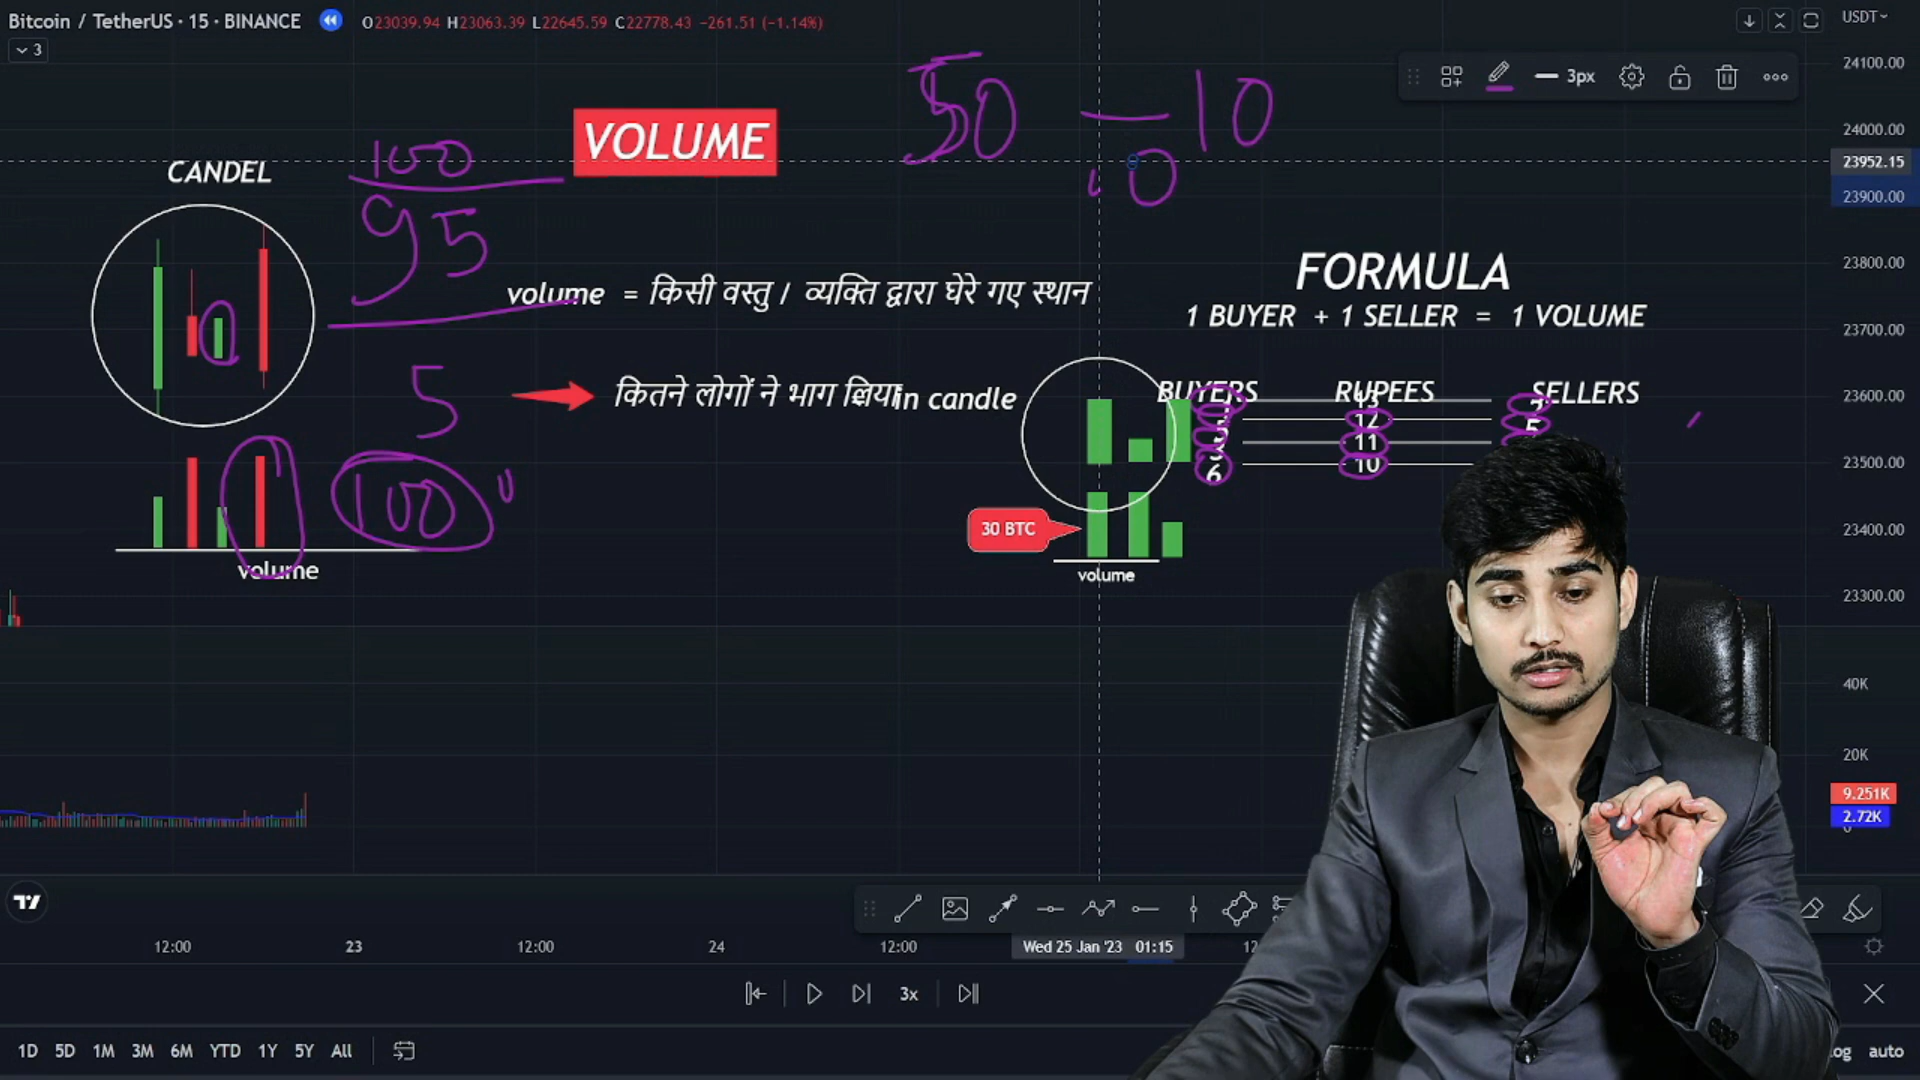 Bitcoin / TetherUS · 15 · BINANCE O23039.94 H23063.39 L22645.59 C22778.43 −261.51 (−1.14%)
USDT
3
3px
24100.00
24000.00
23952.15
23900.00
23800.00
23700.00
23600.00
23500.00
23400.00
23300.00
40K
20K
9.251K
2.72K
0
50 — 10
10
VOLUME
CANDEL
100
95
5
100
volume = किसी वस्तु / व्यक्ति द्वारा घेरे गए स्थान
कितने लोगों ने भाग लिया in candle
volume
FORMULA
1 BUYER + 1 SELLER = 1 VOLUME
BUYERS RUPEES SELLERS
12
5
11
6 10
30 BTC
volume
12:00 23 12:00 24 12:00 Wed 25 Jan '23 01:15
3x
1D 5D 1M 3M 6M YTD 1Y 5Y All
auto